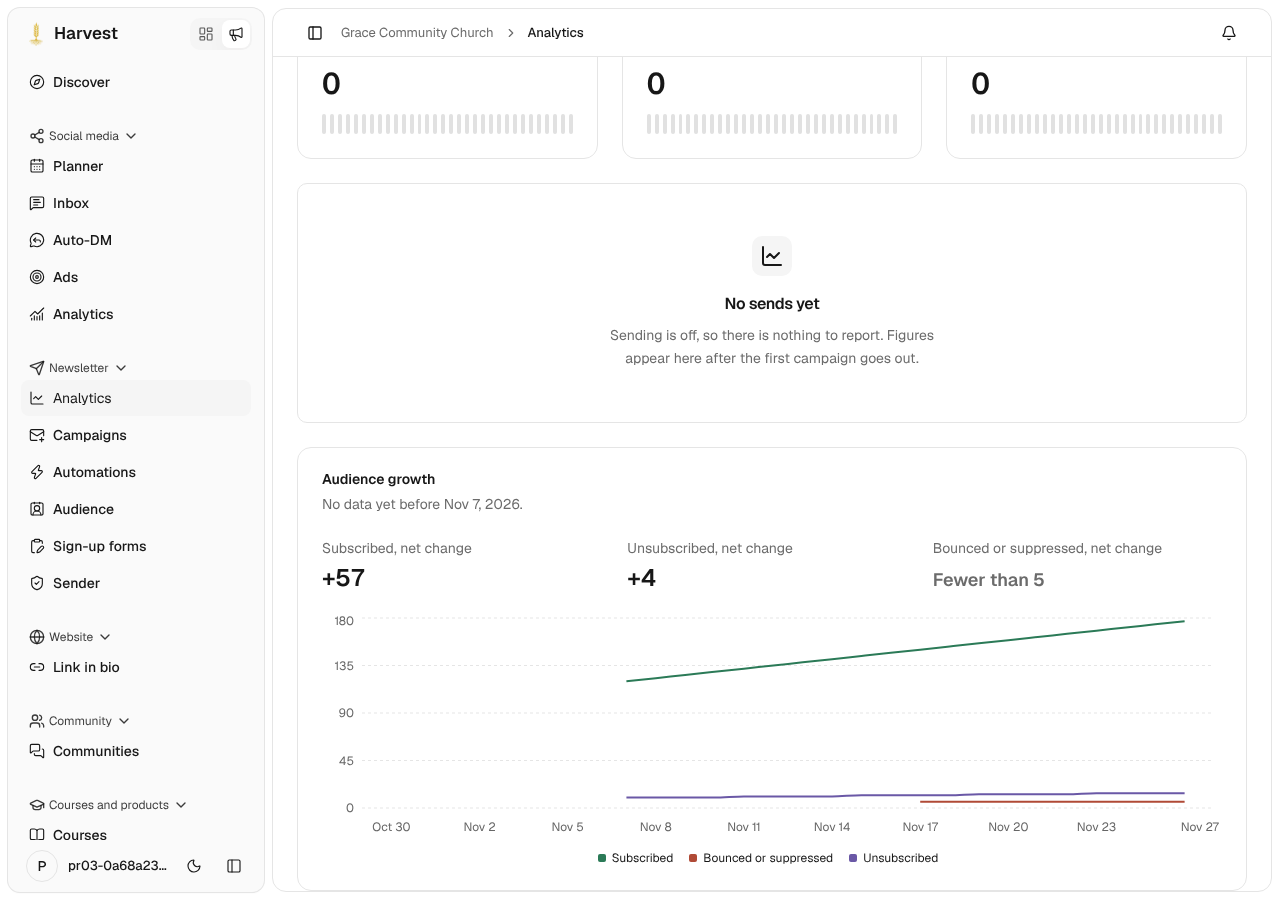 Harvest
Discover
Social media
Planner
Inbox
Auto-DM
Ads
Analytics
Newsletter
Analytics
Campaigns
Automations
Audience
Sign-up forms
Sender
Website
Link in bio
Community
Communities
Courses and products
Courses
P
pr03-0a68a23...
Grace Community Church > Analytics
0
0
0
No sends yet
Sending is off, so there is nothing to report. Figures
appear here after the first campaign goes out.
Audience growth
No data yet before Nov 7, 2026.
Subscribed, net change
+57
Unsubscribed, net change
+4
Bounced or suppressed, net change
Fewer than 5
180
135
90
45
0
Oct 30 Nov 2 Nov 5 Nov 8 Nov 11 Nov 14 Nov 17 Nov 20 Nov 23 Nov 27
Subscribed Bounced or suppressed Unsubscribed